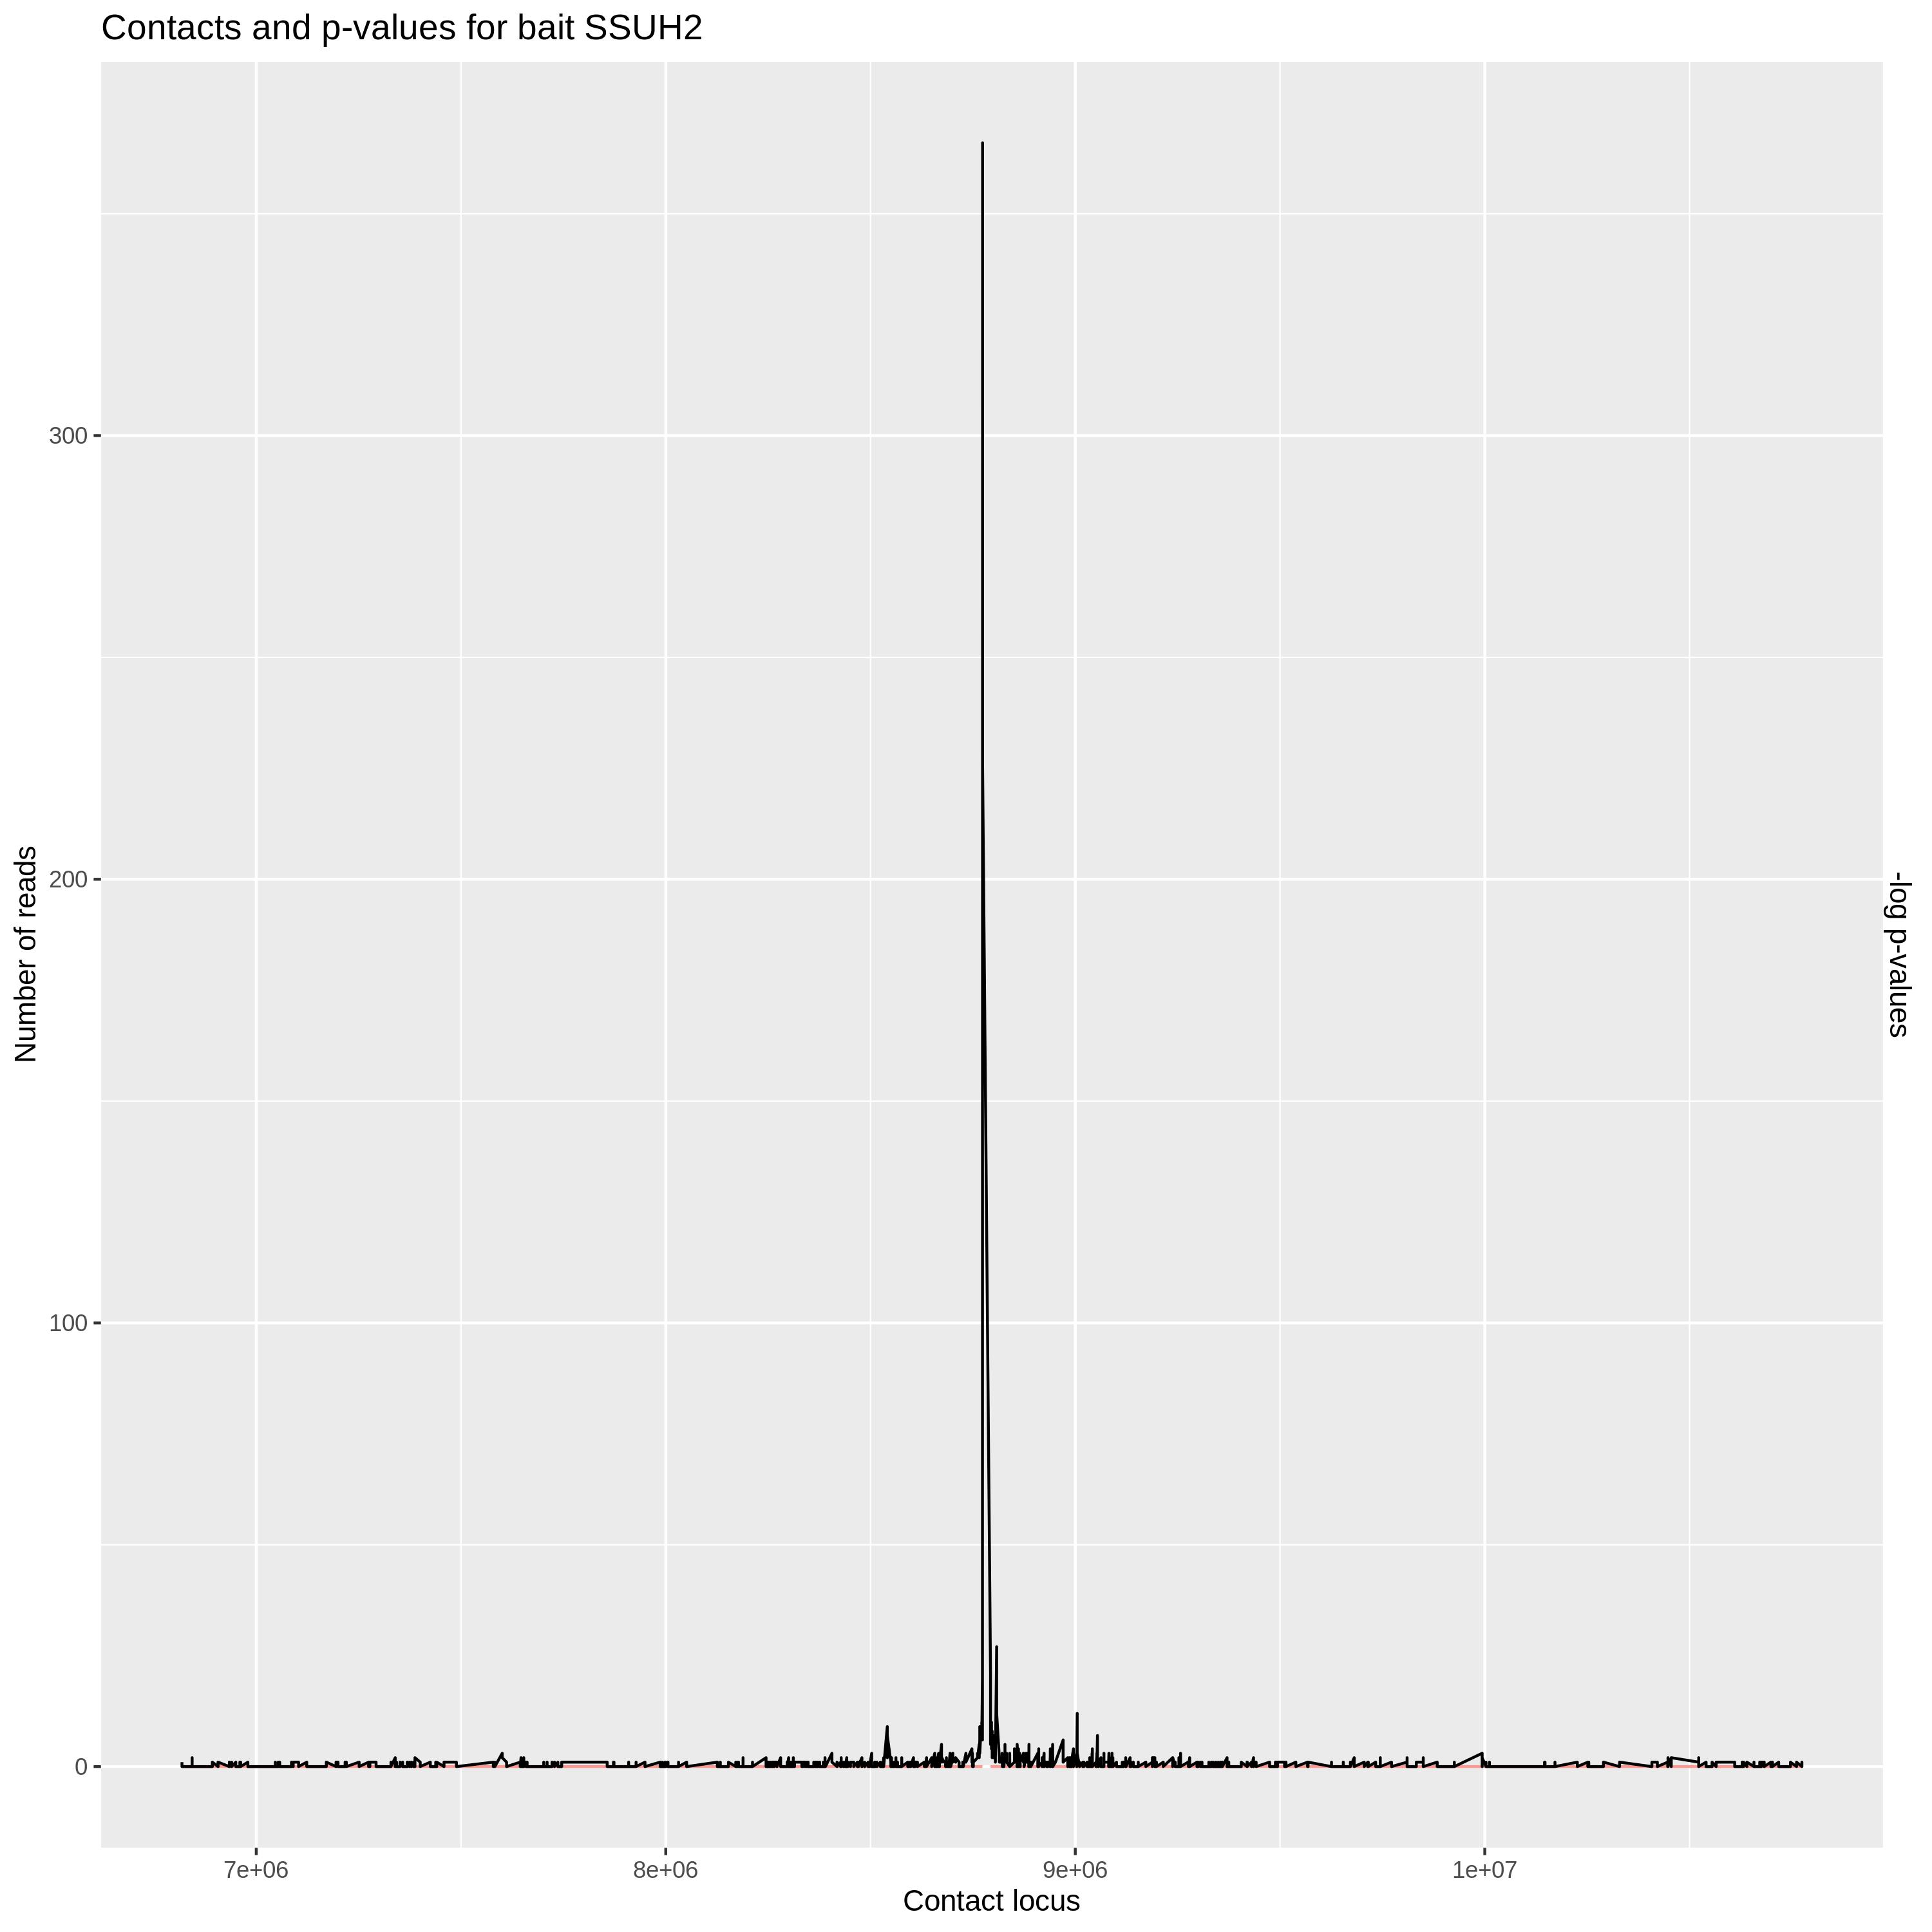 Contacts and p-values for bait SSUH2
Number of reads
300
200
100
0
-log p-values
7e+06
8e+06
9e+06
1e+07
Contact locus